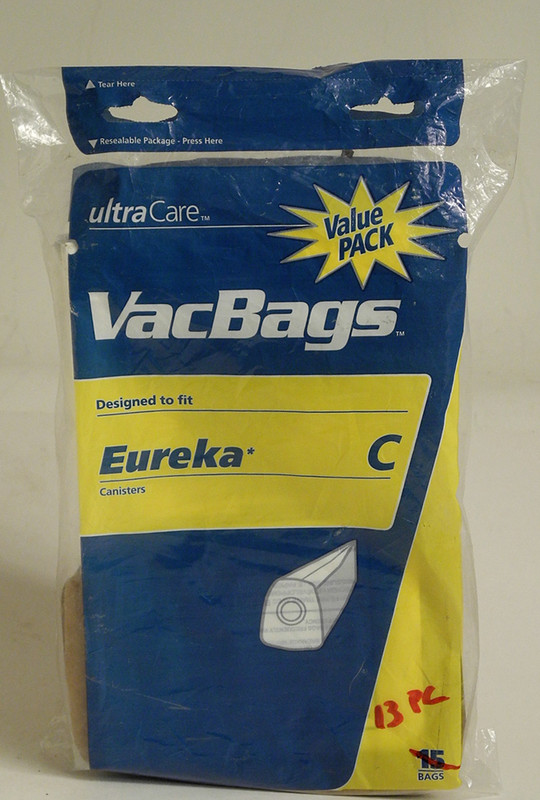 ▲ Tear Here
▼ Resealable Package - Press Here
ultraCare™
Value
PACK
VacBags™
Designed to fit
Eureka* C
Canisters
13 PC
15
BAGS